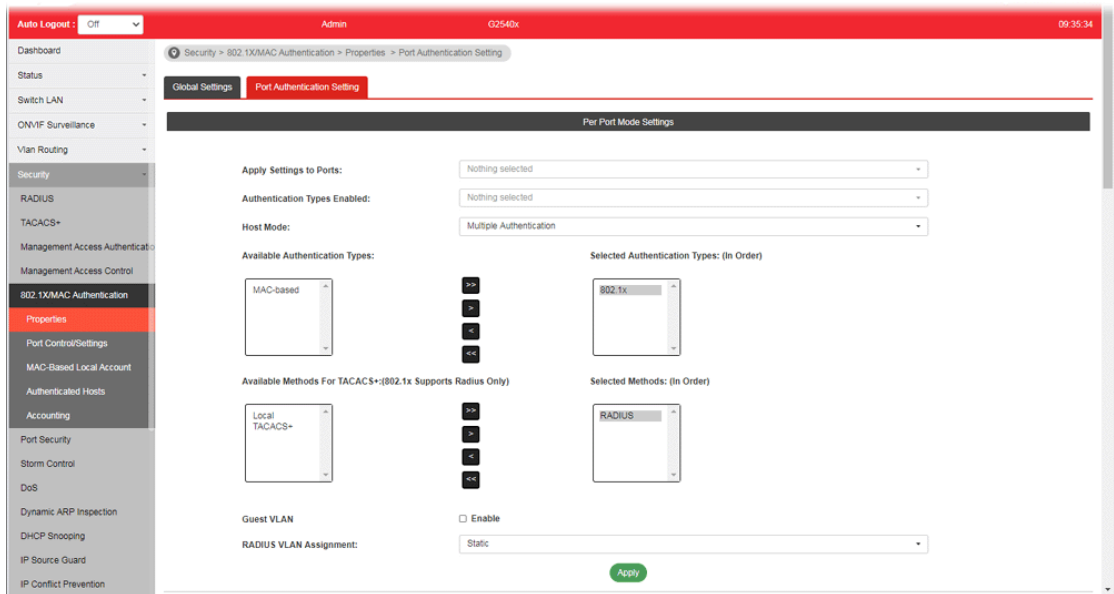 Auto Logout : Off Admin G2540x 09:35:34
Dashboard
Status
Switch LAN
ONVIF Surveillance
Vlan Routing
Security
RADIUS
TACACS+
Management Access Authenticatio
Management Access Control
802.1X/MAC Authentication
Properties
Port Control/Settings
MAC-Based Local Account
Authenticated Hosts
Accounting
Port Security
Storm Control
DoS
Dynamic ARP Inspection
DHCP Snooping
IP Source Guard
IP Conflict Prevention
Security > 802.1X/MAC Authentication > Properties > Port Authentication Setting
Global Settings Port Authentication Setting
Per Port Mode Settings
Apply Settings to Ports: Nothing selected
Authentication Types Enabled: Nothing selected
Host Mode: Multiple Authentication
Available Authentication Types: Selected Authentication Types: (In Order)
MAC-based >> 802.1x
>
<
<<
Available Methods For TACACS+:(802.1x Supports Radius Only) Selected Methods: (In Order)
Local >> RADIUS
TACACS+
>
<
<<
Guest VLAN Enable
RADIUS VLAN Assignment: Static
Apply